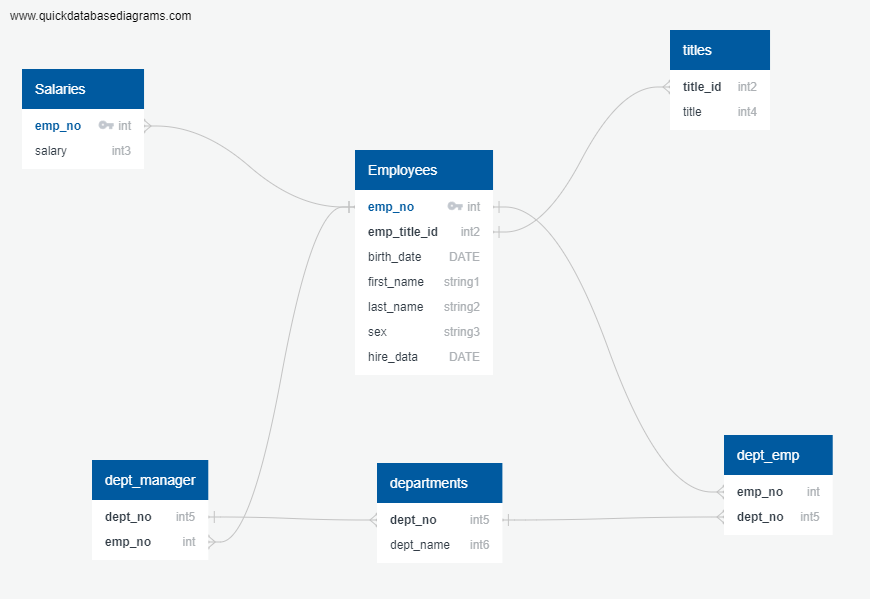 www.quickdatabasediagrams.com
titles
title_id int2
title int4
Salaries
emp_no int
salary int3
Employees
emp_no int
emp_title_id int2
birth_date DATE
first_name string1
last_name string2
sex string3
hire_data DATE
dept_manager
dept_no int5
emp_no int
departments
dept_no int5
dept_name int6
dept_emp
emp_no int
dept_no int5